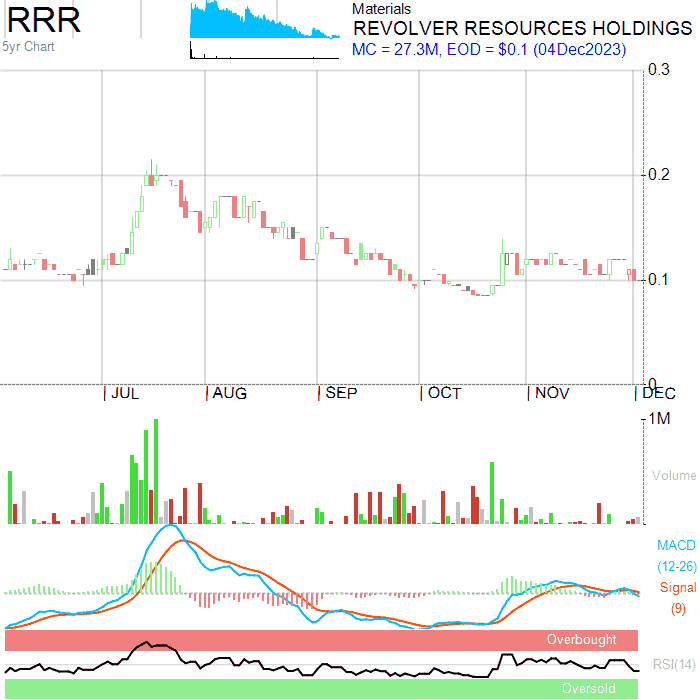 RRR
5yr Chart
Materials
REVOLVER RESOURCES HOLDINGS
MC = 27.3M, EOD = $0.1 (04Dec2023)
0.3
0.2
0.1
0
JUL AUG SEP OCT NOV DEC
1M
Volume
MACD
(12-26)
Signal
(9)
Overbought
RSI(14)
Oversold